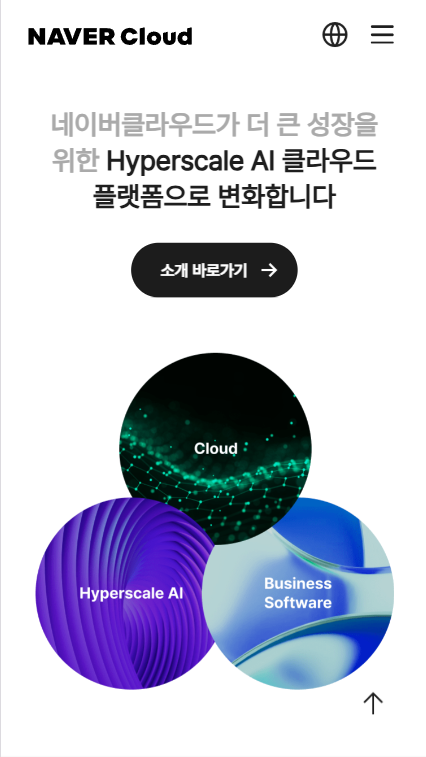 NAVER Cloud
네이버클라우드가 더 큰 성장을
위한 Hyperscale AI 클라우드
플랫폼으로 변화합니다
소개 바로가기
Cloud
Hyperscale AI
Business
Software